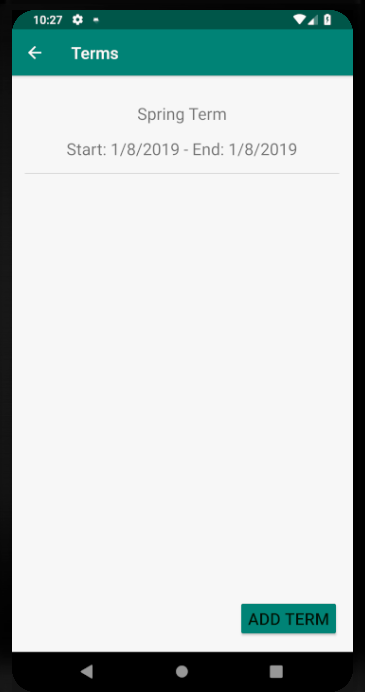 10:27
Terms
Spring Term
Start: 1/8/2019 - End: 1/8/2019
ADD TERM